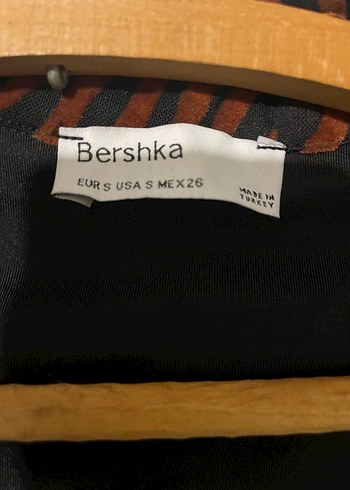 Bershka
EUR S USA S MEX26
MADE IN
TURKEY